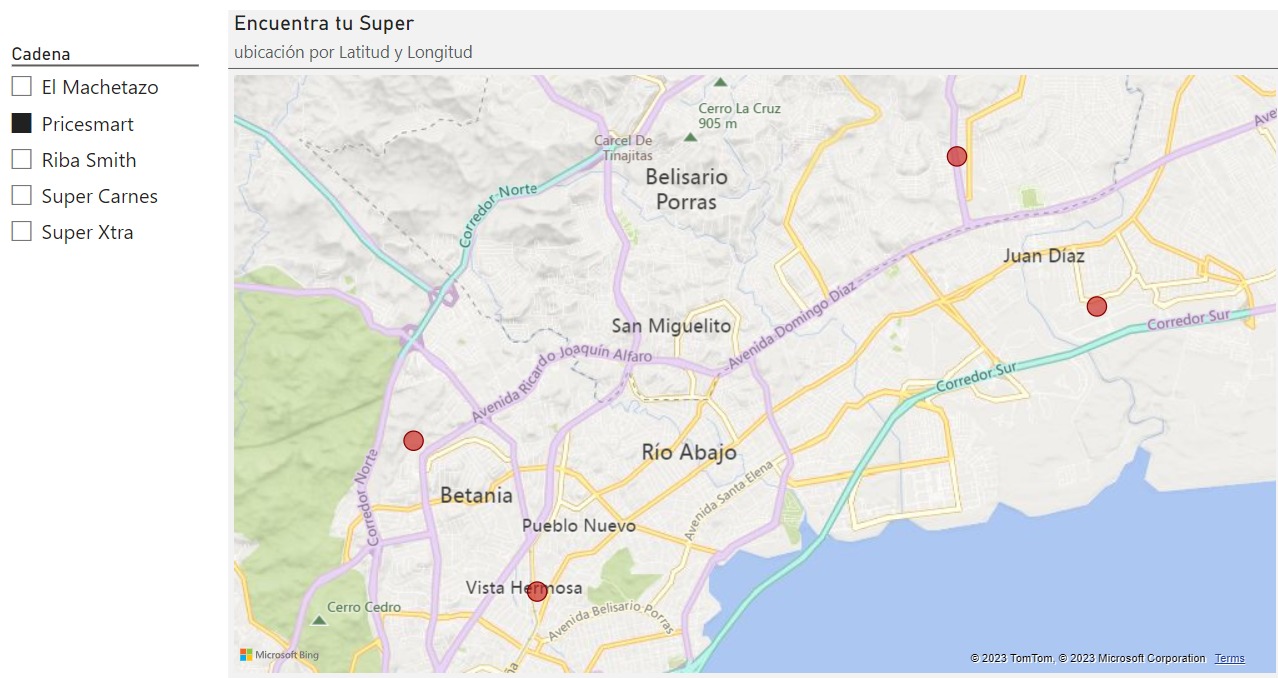 Encuentra tu Super
ubicación por Latitud y Longitud
Cadena
El Machetazo
Pricesmart
Riba Smith
Super Carnes
Super Xtra
Cerro La Cruz
905 m
Carcel De
Tinajitas
Belisario
Porras
Corredor Norte
Juan Díaz
San Miguelito
Avenida Domingo Díaz
Corredor Sur
Avenida Ricardo Joaquín Alfaro
Corredor Sur
Río Abajo
Corredor Norte
Betania
Avenida Santa Elena
Pueblo Nuevo
Vista Hermosa
Cerro Cedro
Avenida Belisario Porras
Microsoft Bing
© 2023 TomTom, © 2023 Microsoft Corporation Terms